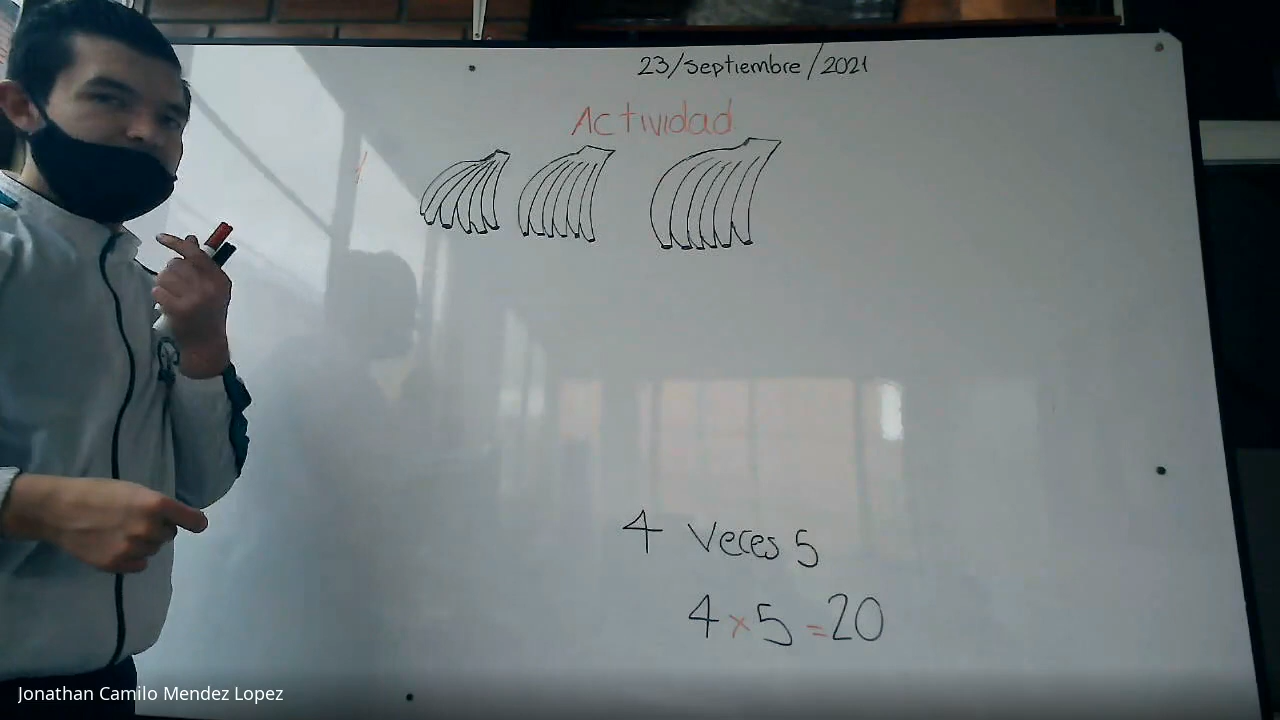 23/Septiembre/2021
Actividad
4 Veces 5
4 x 5 = 20
Jonathan Camilo Mendez Lopez